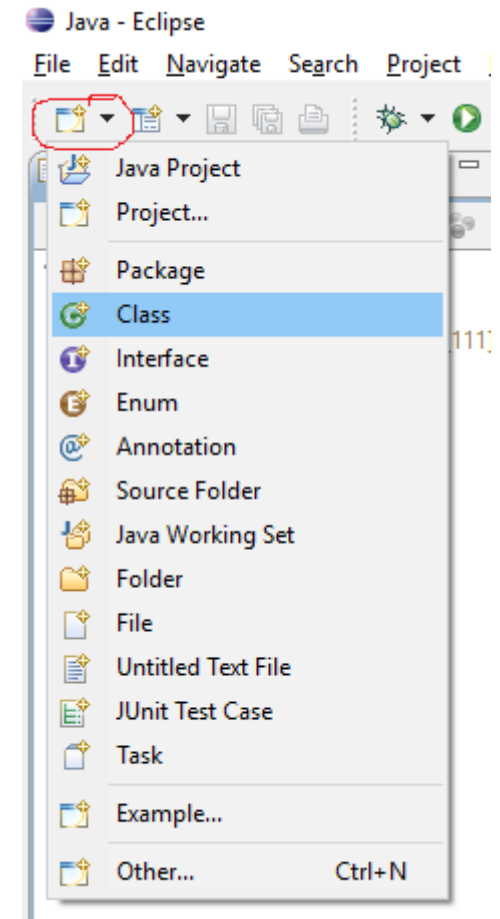 Java - Eclipse
File Edit Navigate Search Project
Java Project
Project...
Package
Class
111]
Interface
Enum
Annotation
Source Folder
Java Working Set
Folder
File
Untitled Text File
JUnit Test Case
Task
Example...
Other... Ctrl+N